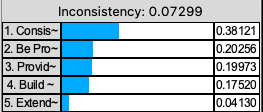 Inconsistency: 0.07299
1. Consis~ 0.38121
2. Be Pro~ 0.20256
3. Provid~ 0.19973
4. Build ~ 0.17520
5. Extend~ 0.04130